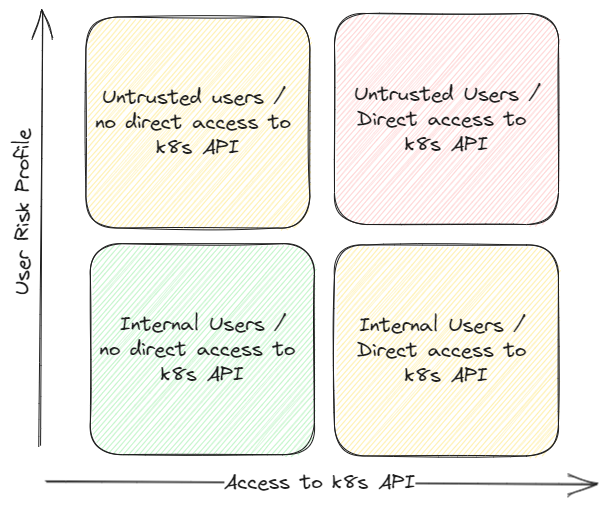 Untrusted users /
no direct access to
k8s API
Untrusted Users /
Direct access to
k8s API
User Risk Profile
Internal Users /
no direct access to
k8s API
Internal Users /
Direct access to
k8s API
Access to k8s API